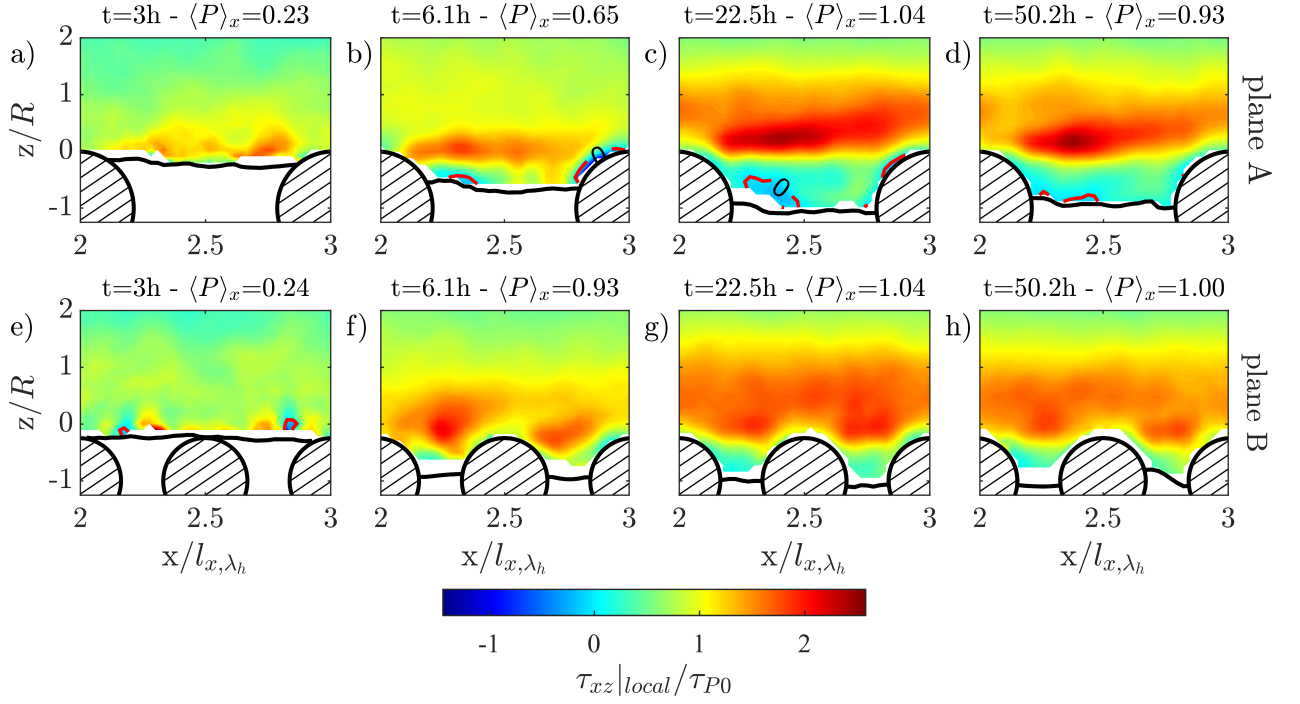 t=3h - ⟨P⟩x=0.23
t=6.1h - ⟨P⟩x=0.65
t=22.5h - ⟨P⟩x=1.04
t=50.2h - ⟨P⟩x=0.93
a)
b)
c)
d)
z/R
2
1
0
-1
0
0
plane A
2 2.5 3
2 2.5 3
2 2.5 3
2 2.5 3
t=3h - ⟨P⟩x=0.24
t=6.1h - ⟨P⟩x=0.93
t=22.5h - ⟨P⟩x=1.04
t=50.2h - ⟨P⟩x=1.00
e)
f)
g)
h)
z/R
2
1
0
-1
plane B
2 2.5 3
2 2.5 3
2 2.5 3
2 2.5 3
x/lx,λh
x/lx,λh
x/lx,λh
x/lx,λh
-1 0 1 2
τxz|local/τP0